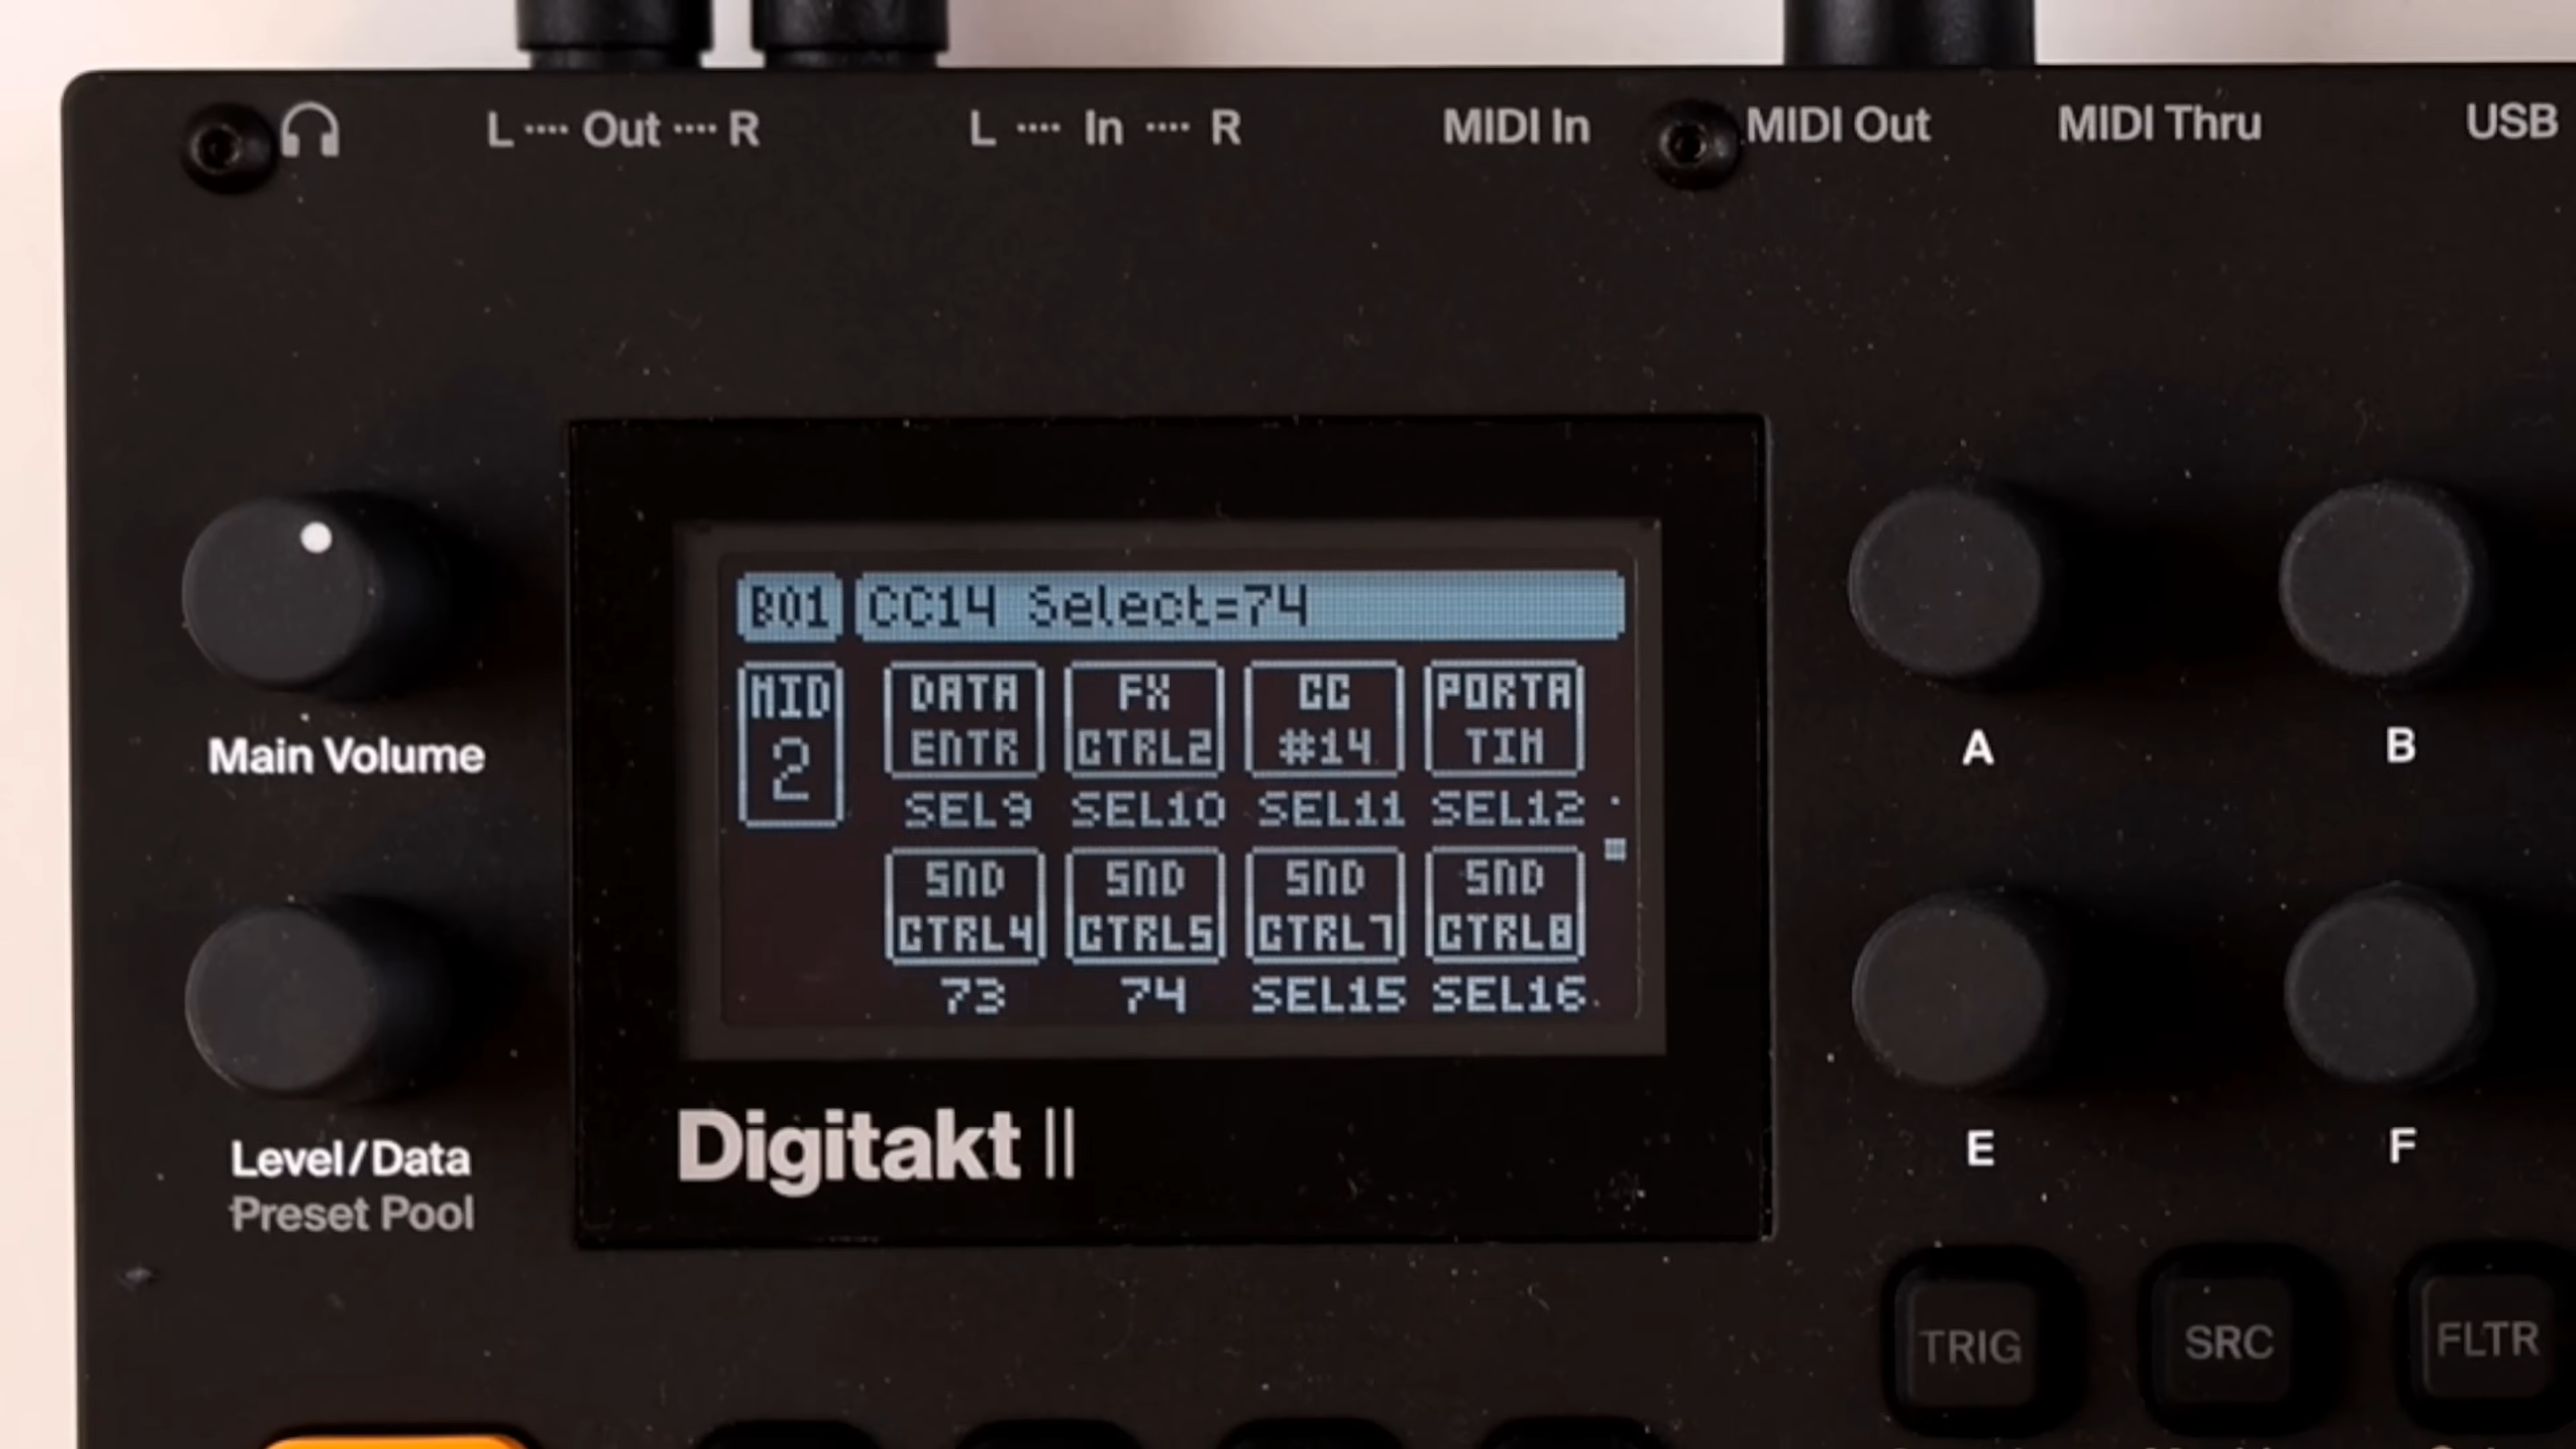 L ···· Out ···· R
L ···· In ···· R
MIDI In
MIDI Out
MIDI Thru
USB
B01 CC14 Select=74
MID
2
DATA
ENTR
FX
CTRL2
CC
#14
PORTA
TIM
SEL9 SEL10 SEL11 SEL12
SND
CTRL4
SND
CTRL5
SND
CTRL7
SND
CTRL8
73 74 SEL15 SEL16
Main Volume
A
B
Level/Data
Preset Pool
Digitakt II
E
F
TRIG
SRC
FLTR